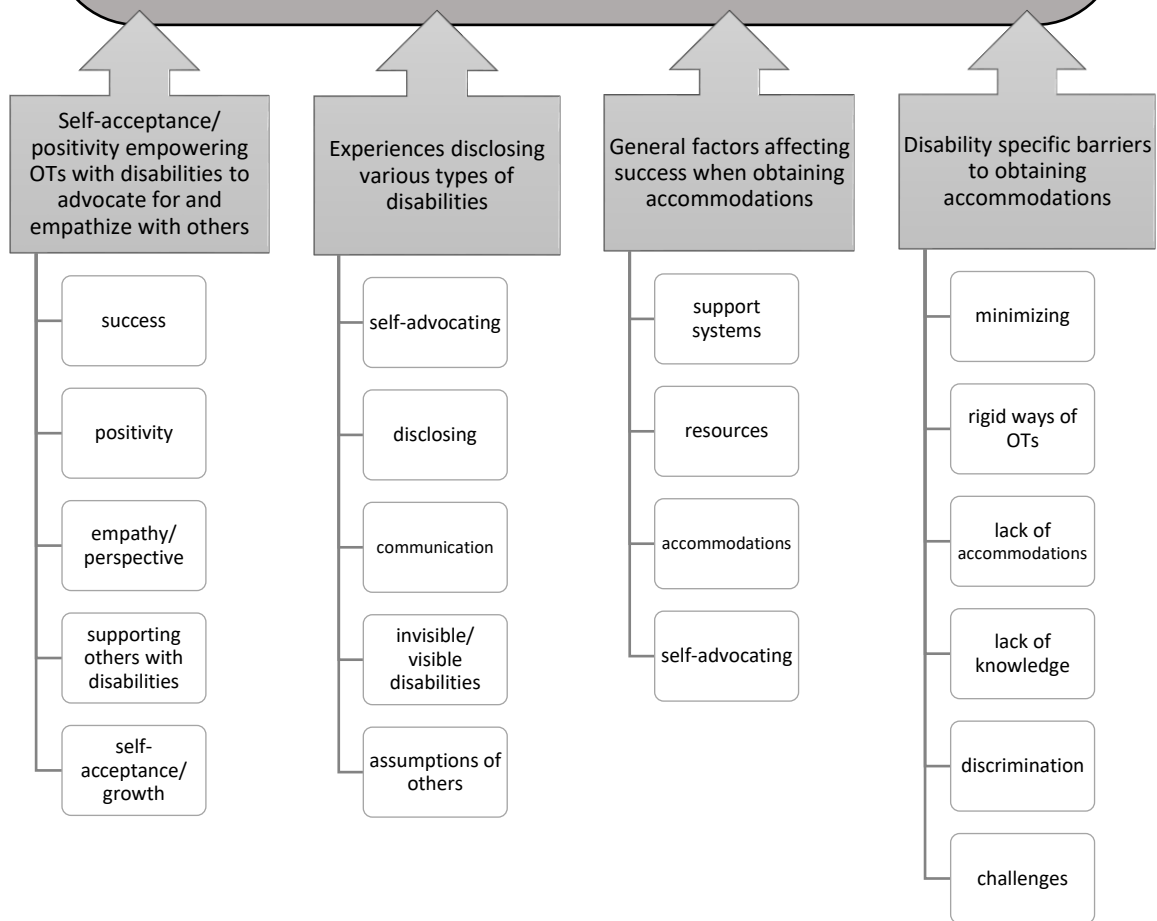 Self-acceptance/
positivity empowering
OTs with disabilities to
advocate for and
empathize with others
success
positivity
empathy/
perspective
supporting
others with
disabilities
self-
acceptance/
growth
Experiences disclosing
various types of
disabilities
self-advocating
disclosing
communication
invisible/
visible
disabilities
assumptions of
others
General factors affecting
success when obtaining
accommodations
support
systems
resources
accommodations
self-advocating
Disability specific barriers
to obtaining
accommodations
minimizing
rigid ways of
OTs
lack of
accommodations
lack of
knowledge
discrimination
challenges